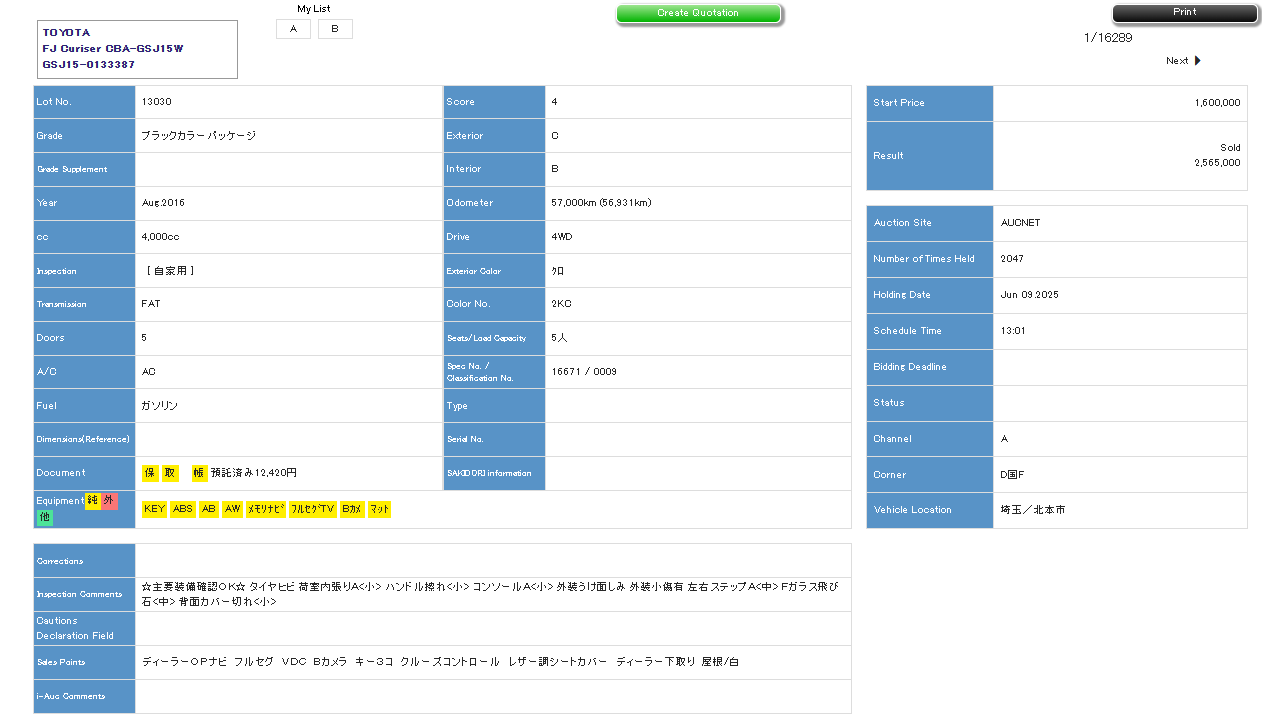 My List
A B
Create Quotation
Print
1/16289
Next
TOYOTA
FJ Curiser CBA-GSJ15W
GSJ15-0133387
Lot No. 13030 Score 4
Grade ブラックカラー パッケージ Exterior C
Grade Supplement Interior B
Year Aug.2016 Odometer 57,000km (56,931km)
cc 4,000cc Drive 4WD
Inspection [ 自家用 ] Exterior Color ｸﾛ
Transmission FAT Color No. 2KC
Doors 5 Seats/Load Capacity 5人
A/C AC Spec No. /
Classification No. 16671 / 0009
Fuel ガソリン Type
Dimensions(Reference) Serial No.
Document 保 取 帳 預託済み12,420円 SAKIDORI information
Equipment 純 外
他
KEY ABS AB AW ﾒﾓﾘﾅﾋﾞ ﾌﾙｾｸﾞTV Bｶﾒ ﾏｯﾄ
Start Price 1,600,000
Result Sold
2,565,000
Auction Site AUCNET
Number of Times Held 2047
Holding Date Jun 09.2025
Schedule Time 13:01
Bidding Deadline
Status
Channel A
Corner D国F
Vehicle Location 埼玉／北本市
Corrections
Inspection Comments ☆主要装備確認ＯＫ☆ タイヤヒビ 荷室内張りA<小> ハンドル擦れ<小> コンソールA<小> 外装うけ面しみ 外装小傷有 左右ステップA<中> Fガラス飛び
石<中> 背面カバー切れ<小>
Cautions
Declaration Field
Sales Points ディーラーＯＰナビ フルセグ ＶＤＣ Ｂカメラ キー３コ クルーズコントロール レザー調シートカバー ディーラー下取り 屋根/白
i-Auc Comments